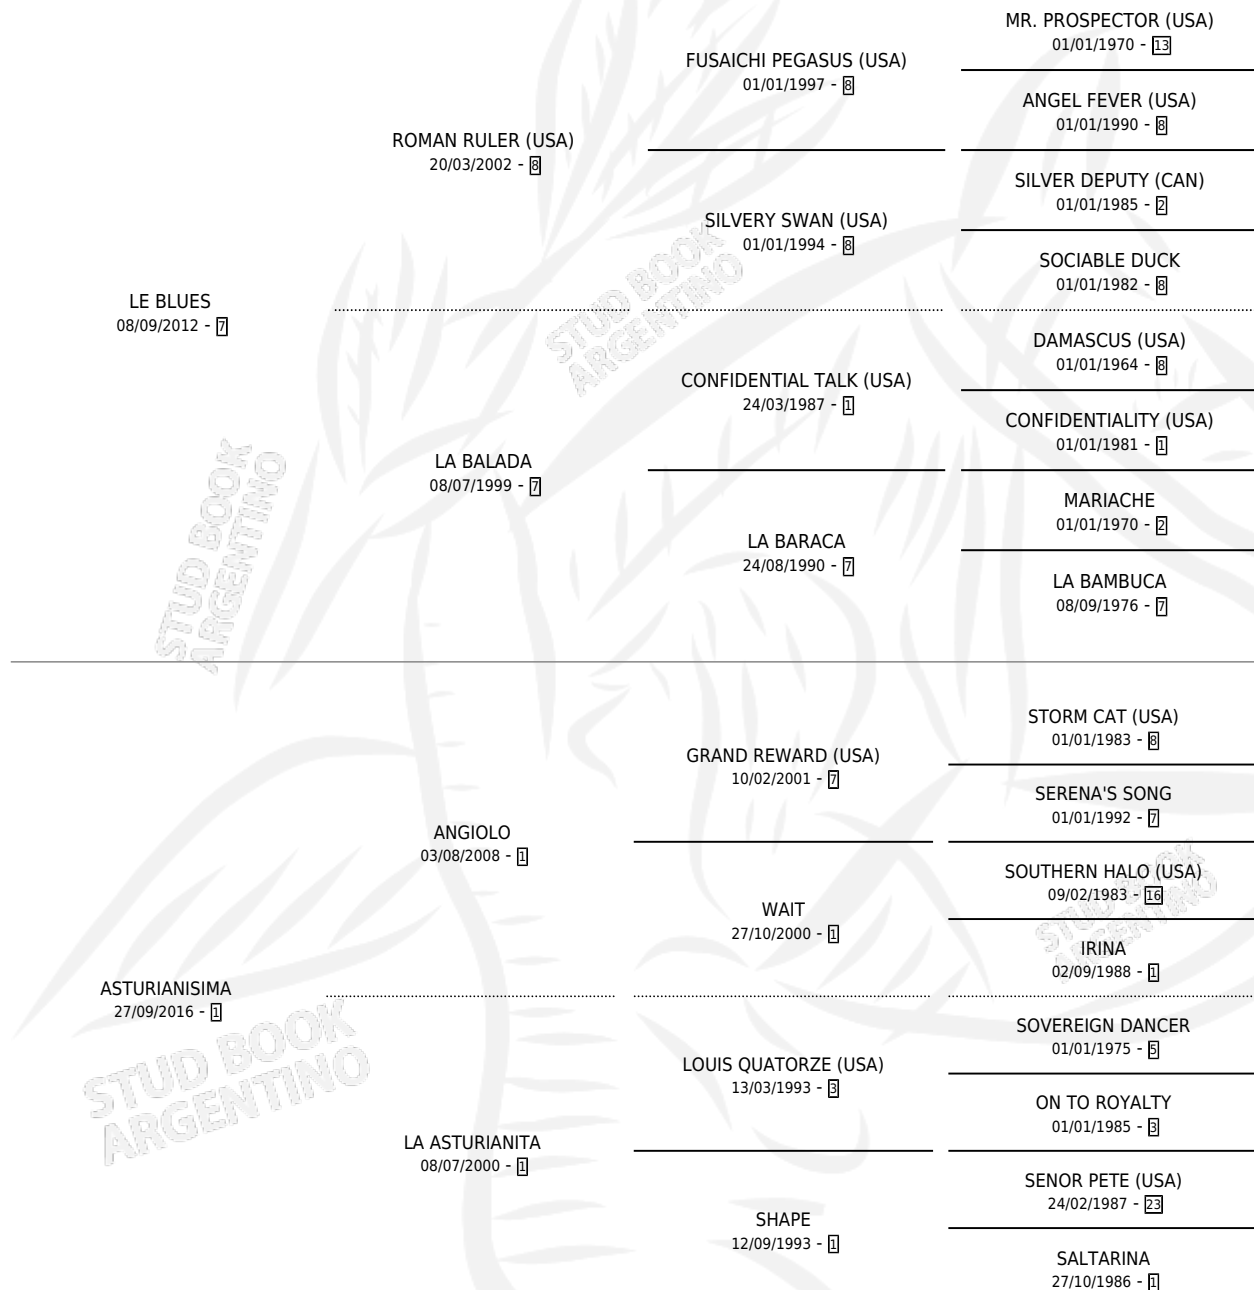 MR. PROSPECTOR (USA)
01/01/1970 - 13
FUSAICHI PEGASUS (USA)
01/01/1997 - 8
ANGEL FEVER (USA)
01/01/1990 - 8
ROMAN RULER (USA)
20/03/2002 - 8
SILVER DEPUTY (CAN)
01/01/1985 - 2
SILVERY SWAN (USA)
01/01/1994 - 8
SOCIABLE DUCK
01/01/1982 - 8
STUD BOOK
ARGENTINO
LE BLUES
08/09/2012 - 7
DAMASCUS (USA)
01/01/1964 - 8
CONFIDENTIAL TALK (USA)
24/03/1987 - 1
CONFIDENTIALITY (USA)
01/01/1981 - 1
LA BALADA
08/07/1999 - 7
MARIACHE
01/01/1970 - 2
LA BARACA
24/08/1990 - 7
LA BAMBUCA
08/09/1976 - 7
STUD BOOK
ARGENTINO
STORM CAT (USA)
01/01/1983 - 8
GRAND REWARD (USA)
10/02/2001 - 7
SERENA'S SONG
01/01/1992 - 7
ANGIOLO
03/08/2008 - 1
SOUTHERN HALO (USA)
09/02/1983 - 16
WAIT
27/10/2000 - 1
IRINA
02/09/1988 - 1
STUD BOOK
ARGENTINO
ASTURIANISIMA
27/09/2016 - 1
SOVEREIGN DANCER
01/01/1975 - 5
LOUIS QUATORZE (USA)
13/03/1993 - 3
ON TO ROYALTY
01/01/1985 - 3
STUD BOOK
ARGENTINO
LA ASTURIANITA
08/07/2000 - 1
SENOR PETE (USA)
24/02/1987 - 23
SHAPE
12/09/1993 - 1
SALTARINA
27/10/1986 - 1